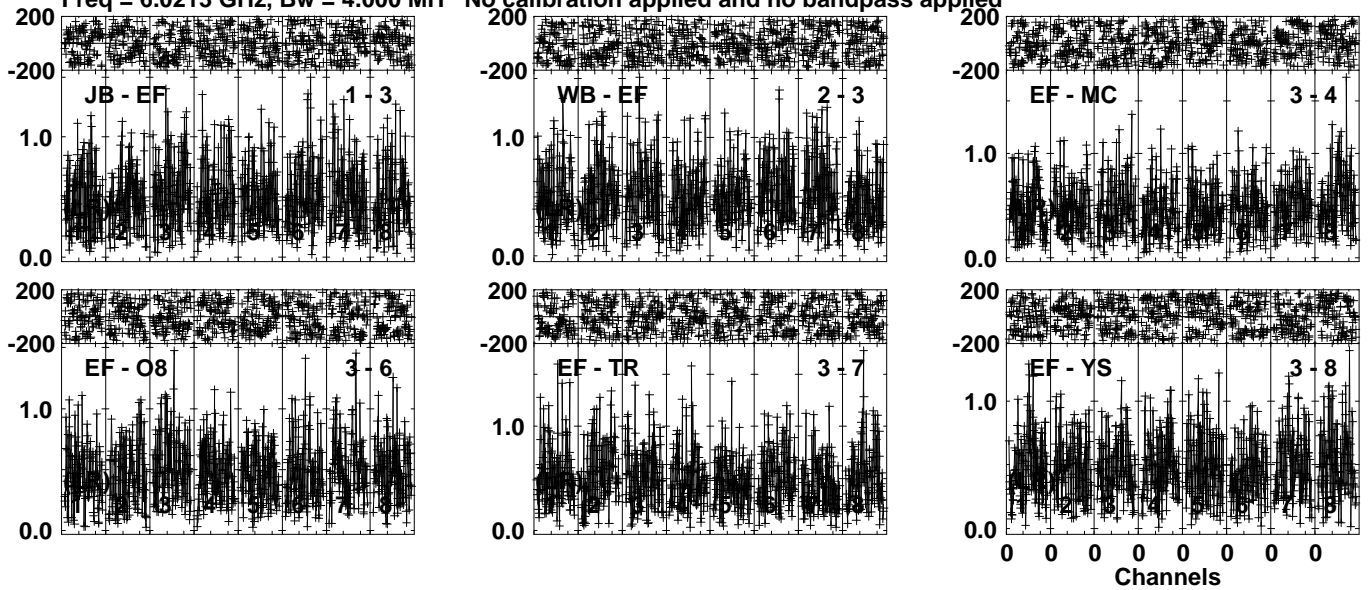 Freq = 6.0213 GHz, Bw = 4.000 MH No calibration applied and no bandpass applied
200 200 200
-200 -200 -200
JB - EF 1 - 3 WB - EF 2 - 3 EF - MC 3 - 4
1.0 1.0 1.0
0.0 0.0 0.0
200 200 200
-200 -200 -200
EF - O8 3 - 6 EF - TR 3 - 7 EF - YS 3 - 8
1.0 1.0 1.0
0.0 0.0 0.0
0 0 0 0 0 0 0 0
Channels